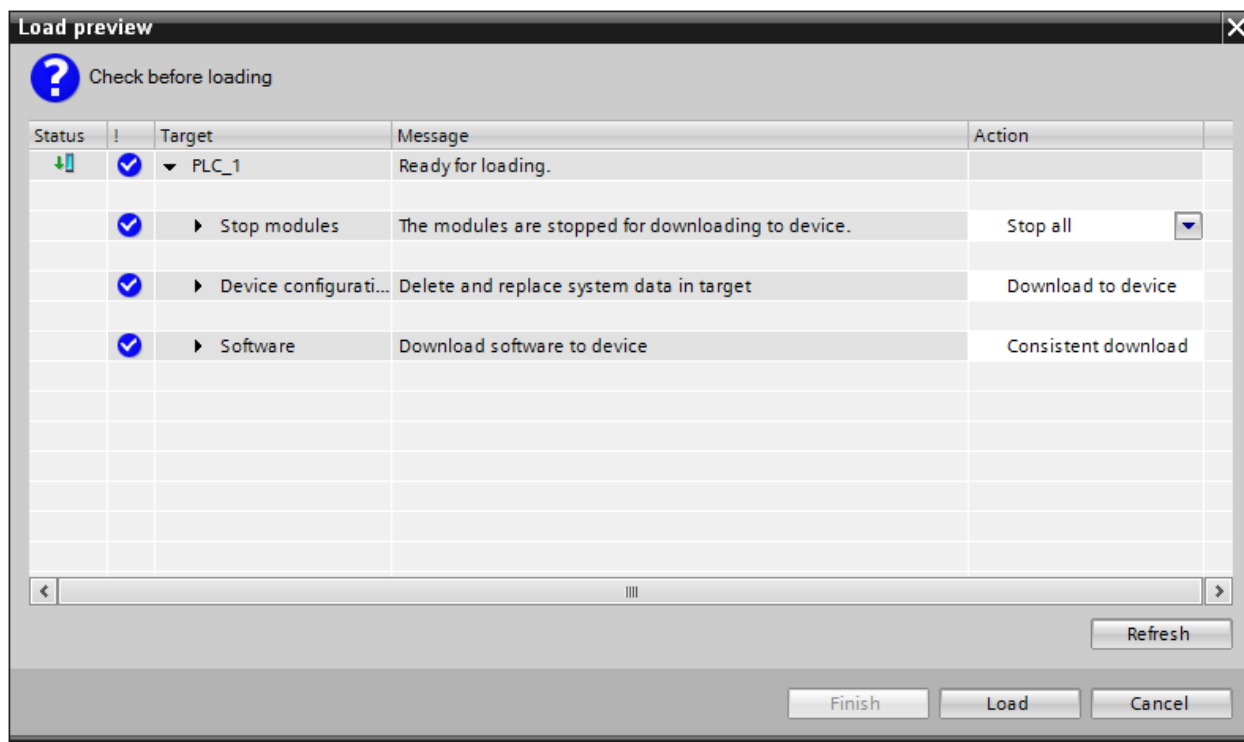 Load preview
Check before loading
Status ! Target Message Action
PLC_1 Ready for loading.
Stop modules The modules are stopped for downloading to device. Stop all
Device configurati... Delete and replace system data in target Download to device
Software Download software to device Consistent download
Refresh
Finish Load Cancel